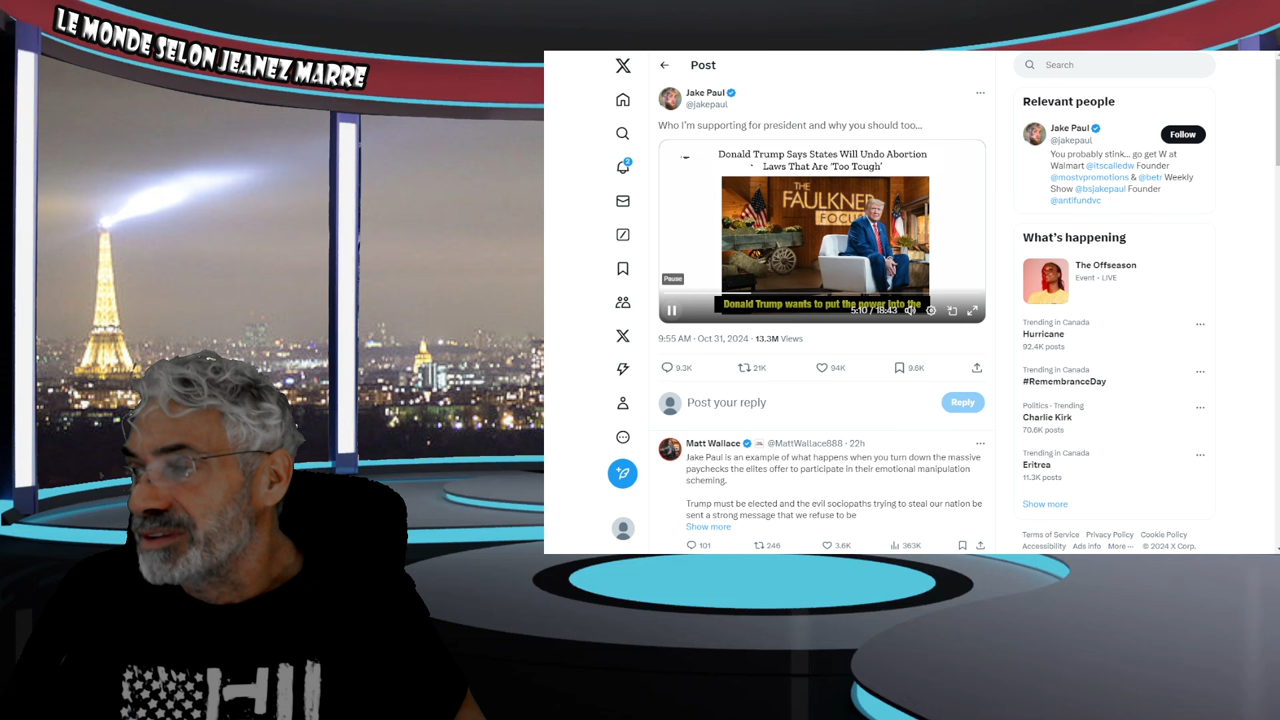 LE MONDE SELON JEANEZ MARRE
Post
Search
Jake Paul
@jakepaul
Who I'm supporting for president and why you should too...
Donald Trump Says States Will Undo Abortion
Laws That Are 'Too Tough'
THE
FAULKNER
FOCUS
Pause
Donald Trump wants to put the power into the
5:10 / 18:43
9:55 AM · Oct 31, 2024 · 13.3M Views
9.3K
21K
94K
9.6K
Post your reply
Reply
Matt Wallace @MattWallace888 · 22h
Jake Paul is an example of what happens when you turn down the massive
paychecks the elites offer to participate in their emotional manipulation
scheming.
Trump must be elected and the evil sociopaths trying to steal our nation be
sent a strong message that we refuse to be
Show more
101
246
3.6K
363K
Relevant people
Jake Paul
@jakepaul
Follow
You probably stink... go get W at
Walmart @itscalledw Founder
@mostvpromotions & @betr Weekly
Show @bsjakepaul Founder
@antifundvc
What's happening
The Offseason
Event · LIVE
Trending in Canada
Hurricane
92.4K posts
Trending in Canada
#RemembranceDay
Politics · Trending
Charlie Kirk
70.6K posts
Trending in Canada
Eritrea
11.3K posts
Show more
Terms of Service Privacy Policy Cookie Policy
Accessibility Ads info More ··· © 2024 X Corp.
2